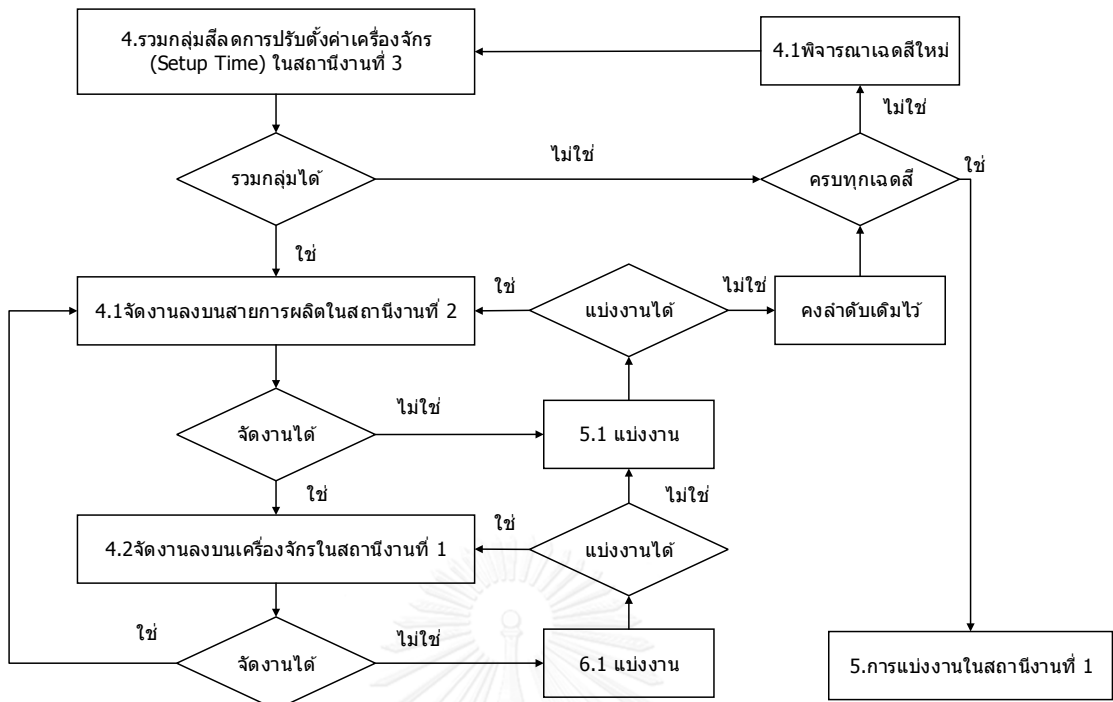 4.รวมกลุ่มสีลดการปรับตั้งค่าเครื่องจักร
(Setup Time) ในสถานีงานที่ 3
4.1พิจารณาเฉดสีใหม่
ไม่ใช่
รวมกลุ่มได้
ไม่ใช่
ครบทุกเฉดสี
ใช่
ใช่
4.1จัดงานลงบนสายการผลิตในสถานีงานที่ 2
ใช่
แบ่งงานได้
ไม่ใช่
คงลำดับเดิมไว้
จัดงานได้
ไม่ใช่
5.1 แบ่งงาน
ใช่
ไม่ใช่
4.2จัดงานลงบนเครื่องจักรในสถานีงานที่ 1
ใช่
แบ่งงานได้
ใช่
จัดงานได้
ไม่ใช่
6.1 แบ่งงาน
5.การแบ่งงานในสถานีงานที่ 1